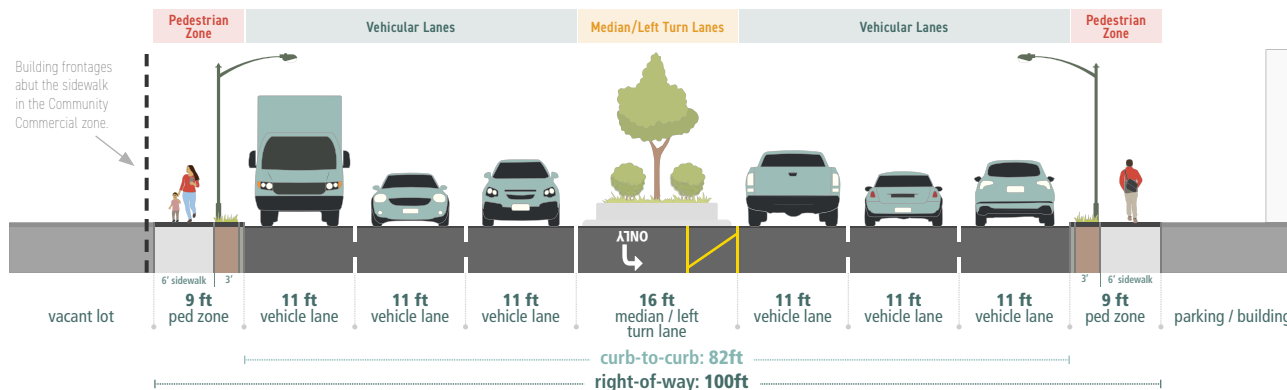 Pedestrian
Zone
Vehicular Lanes
Median/Left Turn Lanes
Vehicular Lanes
Pedestrian
Zone
Building frontages
abut the sidewalk
in the Community
Commercial zone.
ONLY
6' sidewalk
3'
3'
6' sidewalk
vacant lot
9 ft
ped zone
11 ft
vehicle lane
11 ft
vehicle lane
11 ft
vehicle lane
16 ft
median / left
turn lane
11 ft
vehicle lane
11 ft
vehicle lane
11 ft
vehicle lane
9 ft
ped zone
parking / building
curb-to-curb: 82ft
right-of-way: 100ft